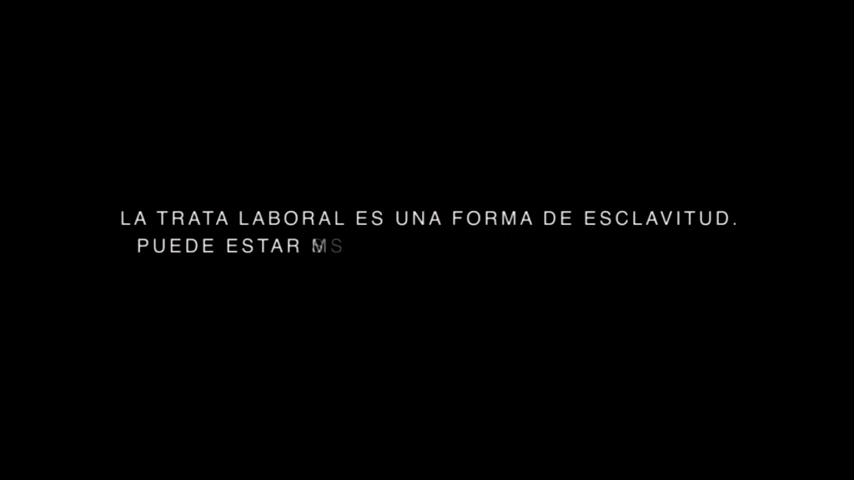 LA TRATA LABORAL ES UNA FORMA DE ESCLAVITUD.
PUEDE ESTAR